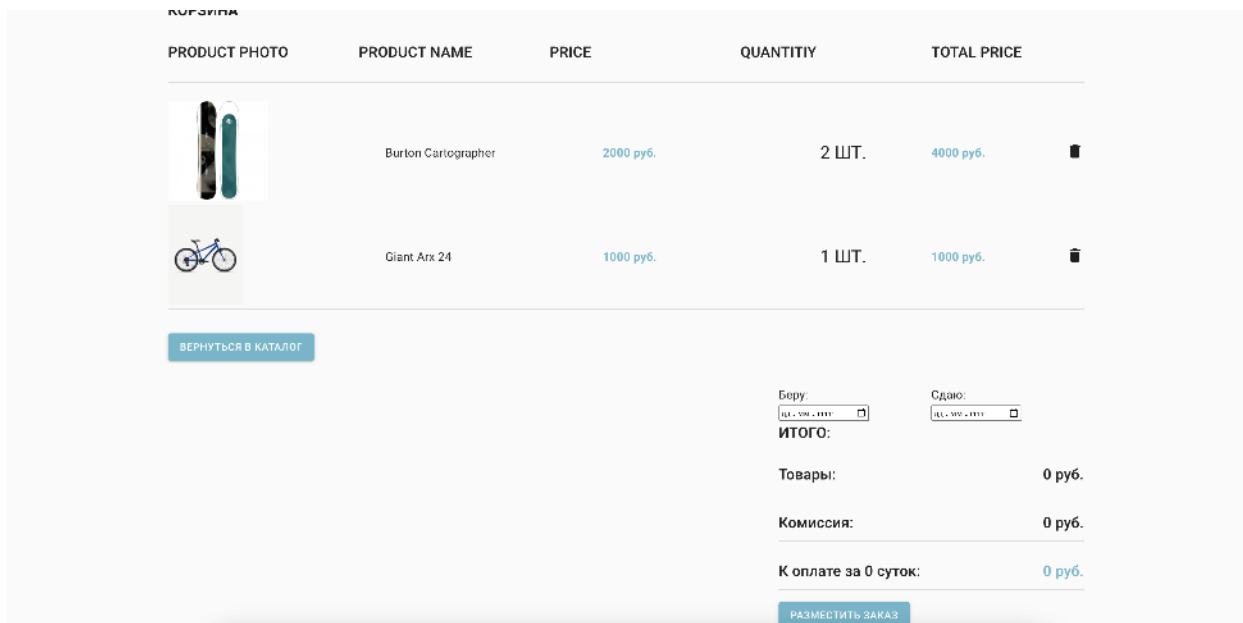 КОРЗИНА
PRODUCT PHOTO PRODUCT NAME PRICE QUANTITIY TOTAL PRICE
Burton Cartographer 2000 руб. 2 ШТ. 4000 руб.
Giant Arx 24 1000 руб. 1 ШТ. 1000 руб.
ВЕРНУТЬСЯ В КАТАЛОГ
Беру: Сдаю:
ИТОГО:
Товары: 0 руб.
Комиссия: 0 руб.
К оплате за 0 суток: 0 руб.
РАЗМЕСТИТЬ ЗАКАЗ